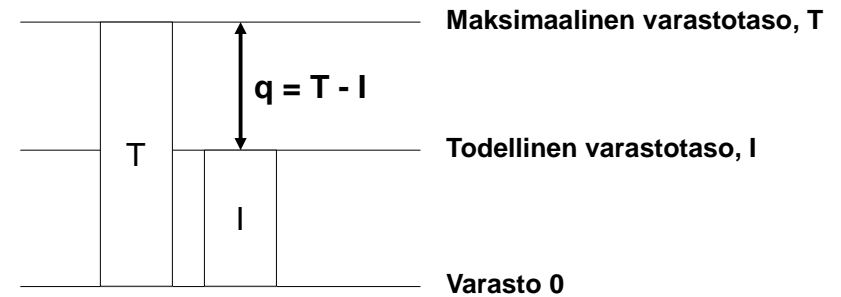 Maksimaalinen varastotaso, T
q = T - I
Todellinen varastotaso, I
T
I
Varasto 0